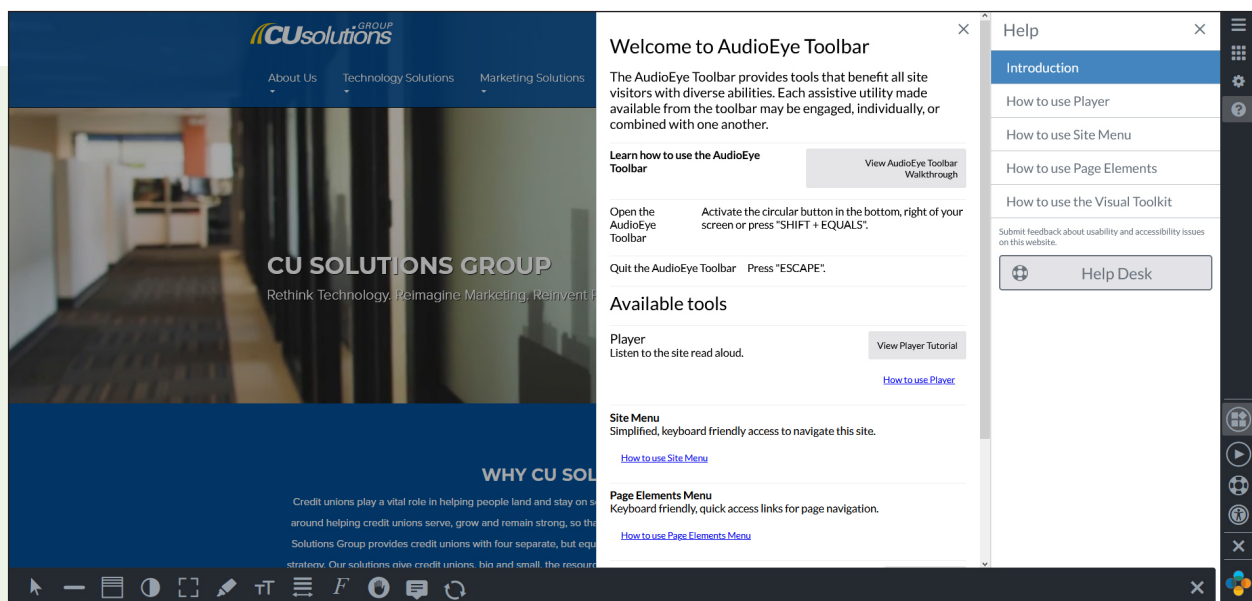 CUsolutions GROUP
About Us Technology Solutions Marketing Solutions
CU SOLUTIONS GROUP
Rethink Technology. Reimagine Marketing. Reinvent
WHY CU SOL
Credit unions play a vital role in helping people land and stay on
around helping credit unions serve, grow and remain strong, so
Solutions Group provides credit unions with four separate, but
strategy. Our solutions give credit unions, big and small, the
Welcome to AudioEye Toolbar
The AudioEye Toolbar provides tools that benefit all site
visitors with diverse abilities. Each assistive utility made
available from the toolbar may be engaged, individually, or
combined with one another.
Learn how to use the AudioEye
Toolbar
View AudioEye Toolbar
Walkthrough
Open the
AudioEye
Toolbar
Activate the circular button in the bottom, right of your
screen or press "SHIFT + EQUALS".
Quit the AudioEye Toolbar Press "ESCAPE".
Available tools
Player
Listen to the site read aloud.
View Player Tutorial
How to use Player
Site Menu
Simplified, keyboard friendly access to navigate this site.
How to use Site Menu
Page Elements Menu
Keyboard friendly, quick access links for page navigation.
How to use Page Elements Menu
Help
Introduction
How to use Player
How to use Site Menu
How to use Page Elements
How to use the Visual Toolkit
Submit feedback about usability and accessibility issues
on this website.
Help Desk